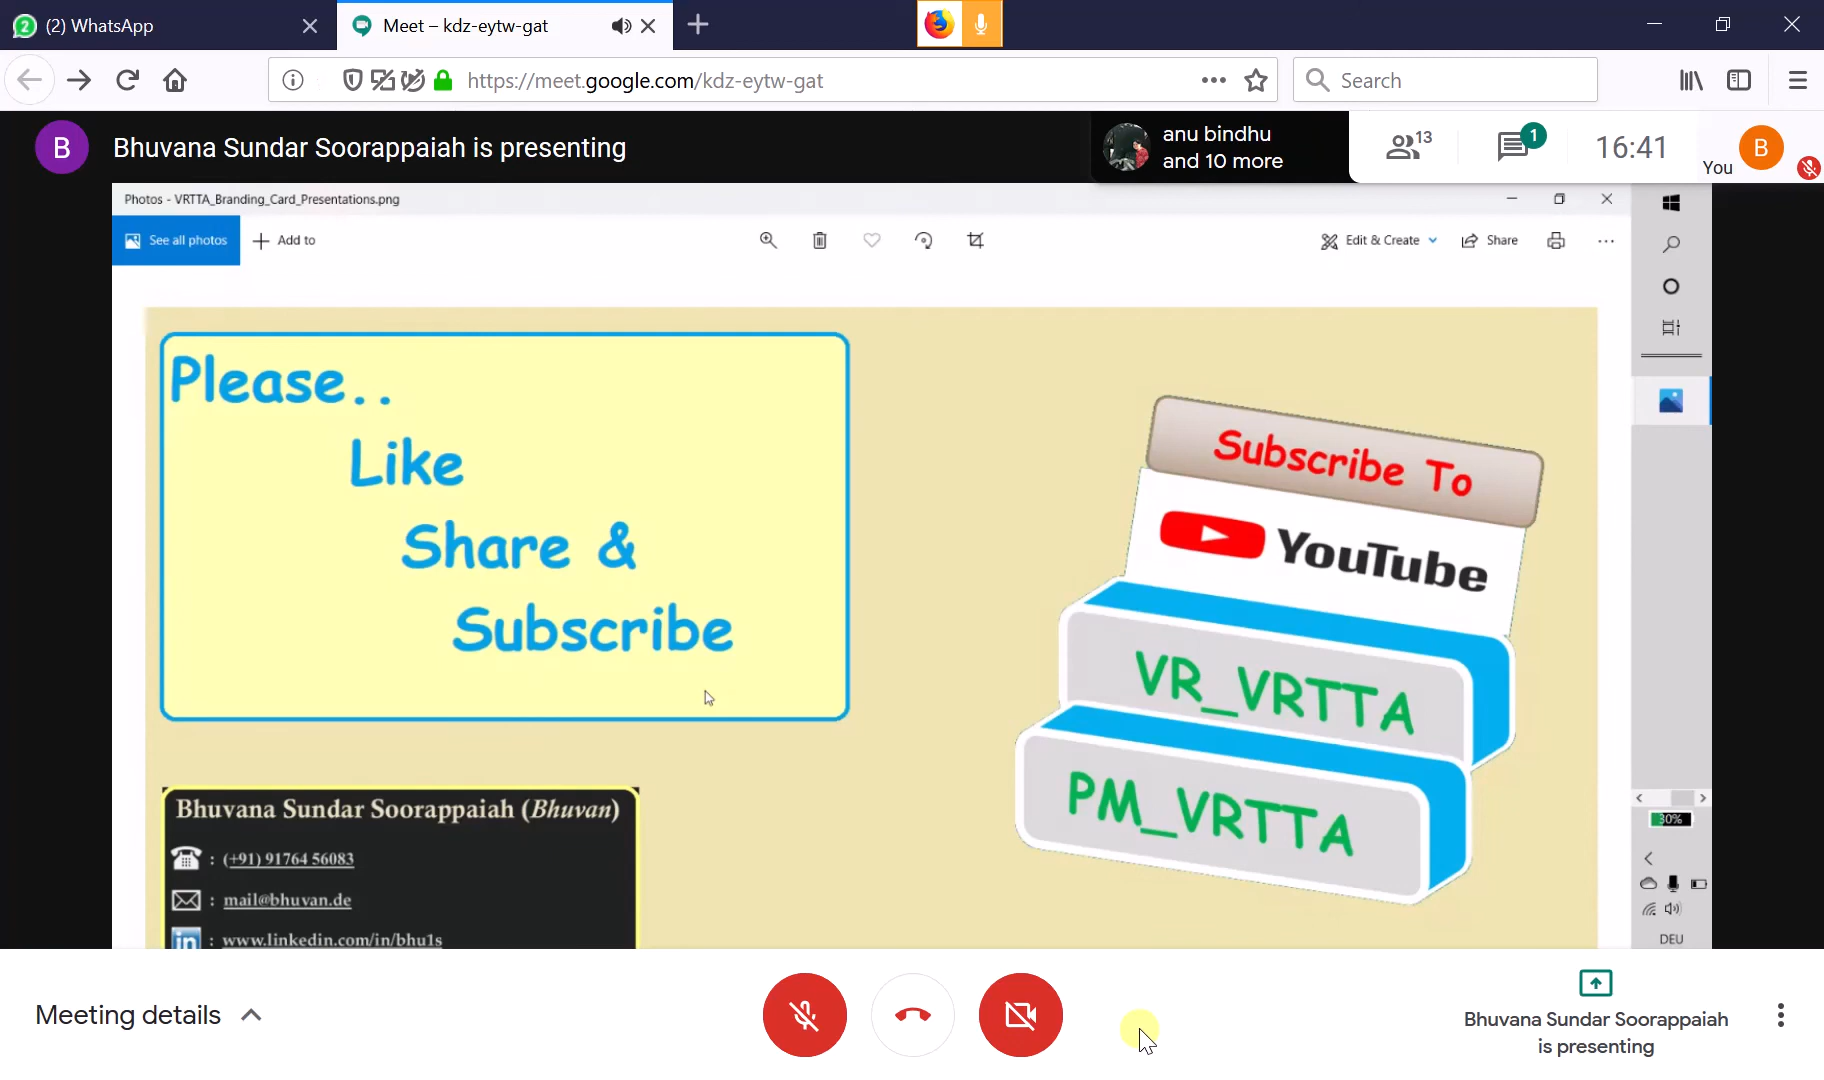 (2) WhatsApp
Meet – kdz-eytw-gat
https://meet.google.com/kdz-eytw-gat
Search
B
Bhuvana Sundar Soorappaiah is presenting
anu bindhu
and 10 more
13
1
16:41
You
B
Photos - VRTTA_Branding_Card_Presentations.png
See all photos
Add to
Edit & Create
Share
Please..
Like
Share &
Subscribe
Subscribe To
YouTube
VR_VRTTA
PM_VRTTA
Bhuvana Sundar Soorappaiah (Bhuvan)
: (+91) 91764 56083
: mail@bhuvan.de
in : www.linkedin.com/in/bhu1s
30%
DEU
Meeting details
Bhuvana Sundar Soorappaiah
is presenting